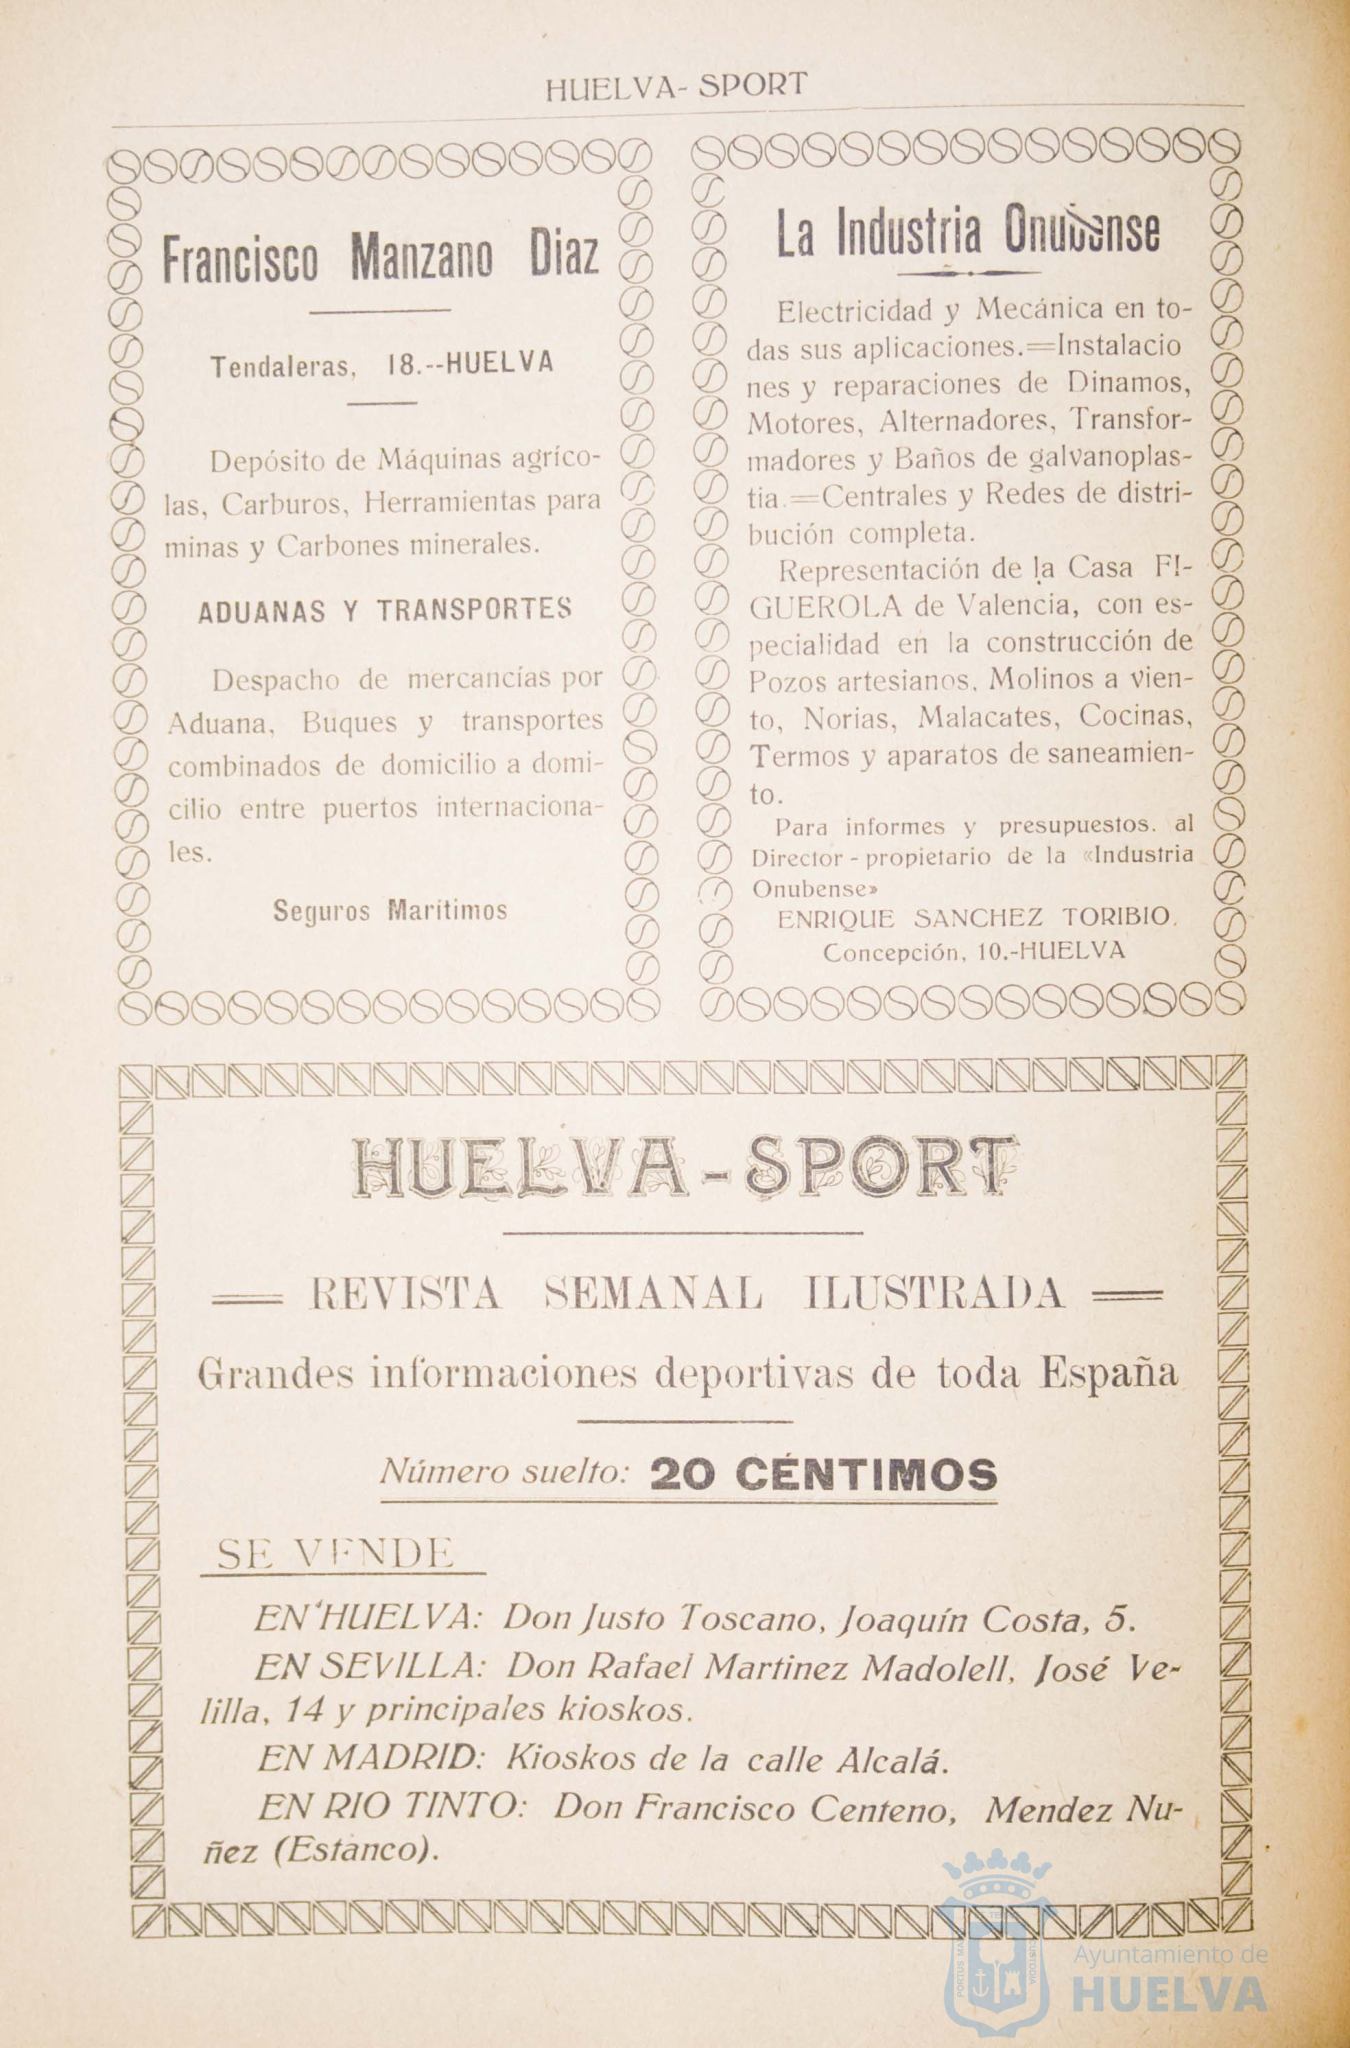 HUELVA- SPORT
Francisco Manzano Diaz
Tendaleras, 18.--HUELVA
Depósito de Máquinas agríco-
las, Carburos, Herramientas para
minas y Carbones minerales.
ADUANAS Y TRANSPORTES
Despacho de mercancías por
Aduana, Buques y transportes
combinados de domicilio a domi-
cilio entre puertos internaciona-
les.
Seguros Marítimos
La Industria Onubense
Electricidad y Mecánica en to-
das sus aplicaciones.=Instalacio
nes y reparaciones de Dinamos,
Motores, Alternadores, Transfor-
madores y Baños de galvanoplas-
tia.=Centrales y Redes de distri-
bución completa.
Representación de la Casa FI-
GUEROLA de Valencia, con es-
pecialidad en la construcción de
Pozos artesianos, Molinos a vien-
to, Norias, Malacates, Cocinas,
Termos y aparatos de saneamien-
to.
Para informes y presupuestos. al
Director - propietario de la «Industria
Onubense»
ENRIQUE SANCHEZ TORIBIO.
Concepción, 10.-HUELVA
HUELVA - SPORT
REVISTA SEMANAL ILUSTRADA
Grandes informaciones deportivas de toda España
Número suelto: 20 CÉNTIMOS
SE VENDE
EN HUELVA: Don Justo Toscano, Joaquín Costa, 5.
EN SEVILLA: Don Rafael Martinez Madolell, José Ve-
lilla, 14 y principales kioskos.
EN MADRID: Kioskos de la calle Alcalá.
EN RIO TINTO: Don Francisco Centeno, Mendez Nu-
ñez (Estanco).
PORTUS MA
CUSTODIA
Ayuntamiento de
HUELVA